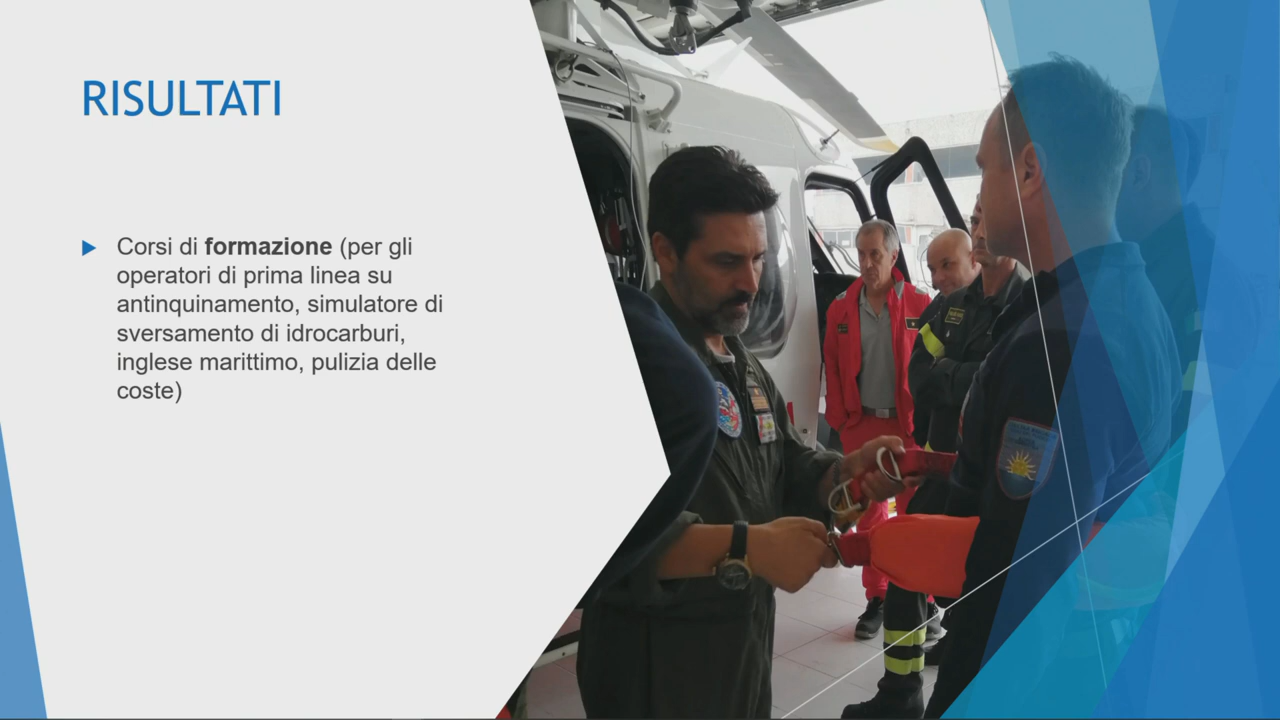 RISULTATI
Corsi di formazione (per gli
operatori di prima linea su
antinquinamento, simulatore di
sversamento di idrocarburi,
inglese marittimo, pulizia delle
coste)